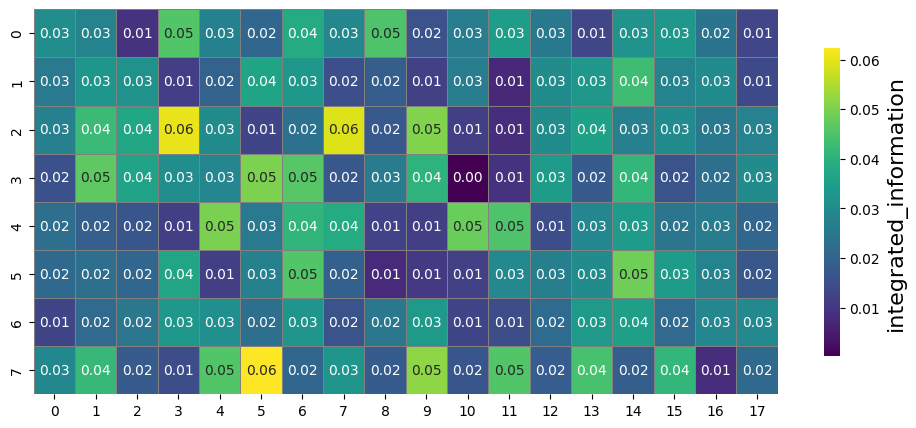 0 0.03 0.03 0.01 0.05 0.03 0.02 0.04 0.03 0.05 0.02 0.03 0.03 0.03 0.01 0.03 0.03 0.02 0.01
1 0.03 0.03 0.03 0.01 0.02 0.04 0.03 0.02 0.02 0.01 0.03 0.01 0.03 0.03 0.04 0.03 0.03 0.01
2 0.03 0.04 0.04 0.06 0.03 0.01 0.02 0.06 0.02 0.05 0.01 0.01 0.03 0.04 0.03 0.03 0.03 0.03
3 0.02 0.05 0.04 0.03 0.03 0.05 0.05 0.02 0.03 0.04 0.00 0.01 0.03 0.02 0.04 0.02 0.02 0.03
4 0.02 0.02 0.02 0.01 0.05 0.03 0.04 0.04 0.01 0.01 0.05 0.05 0.01 0.03 0.03 0.02 0.03 0.02
5 0.02 0.02 0.02 0.04 0.01 0.03 0.05 0.02 0.01 0.01 0.01 0.03 0.03 0.03 0.05 0.03 0.03 0.02
6 0.01 0.02 0.02 0.03 0.03 0.02 0.03 0.02 0.02 0.03 0.01 0.01 0.02 0.03 0.04 0.02 0.03 0.03
7 0.03 0.04 0.02 0.01 0.05 0.06 0.02 0.03 0.02 0.05 0.02 0.05 0.02 0.04 0.02 0.04 0.01 0.02
0 1 2 3 4 5 6 7 8 9 10 11 12 13 14 15 16 17
0.06
0.05
0.04
0.03
0.02
0.01
integrated_information